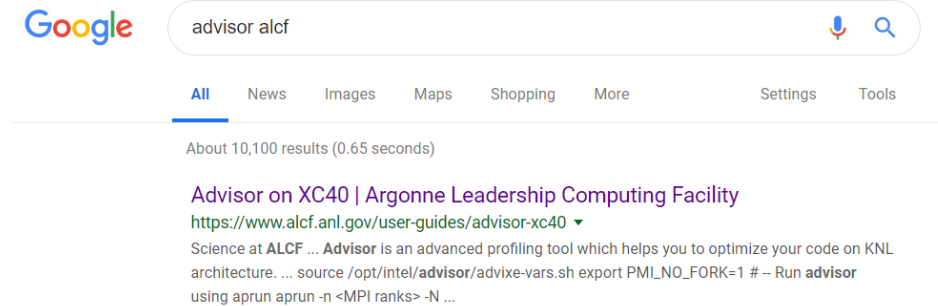 Google
advisor alcf
All News Images Maps Shopping More Settings Tools
About 10,100 results (0.65 seconds)
Advisor on XC40 | Argonne Leadership Computing Facility
https://www.alcf.anl.gov/user-guides/advisor-xc40
Science at ALCF ... Advisor is an advanced profiling tool which helps you to optimize your code on KNL
architecture. ... source /opt/intel/advisor/advixe-vars.sh export PMI_NO_FORK=1 # -- Run advisor
using aprun aprun -n <MPI ranks> -N ...